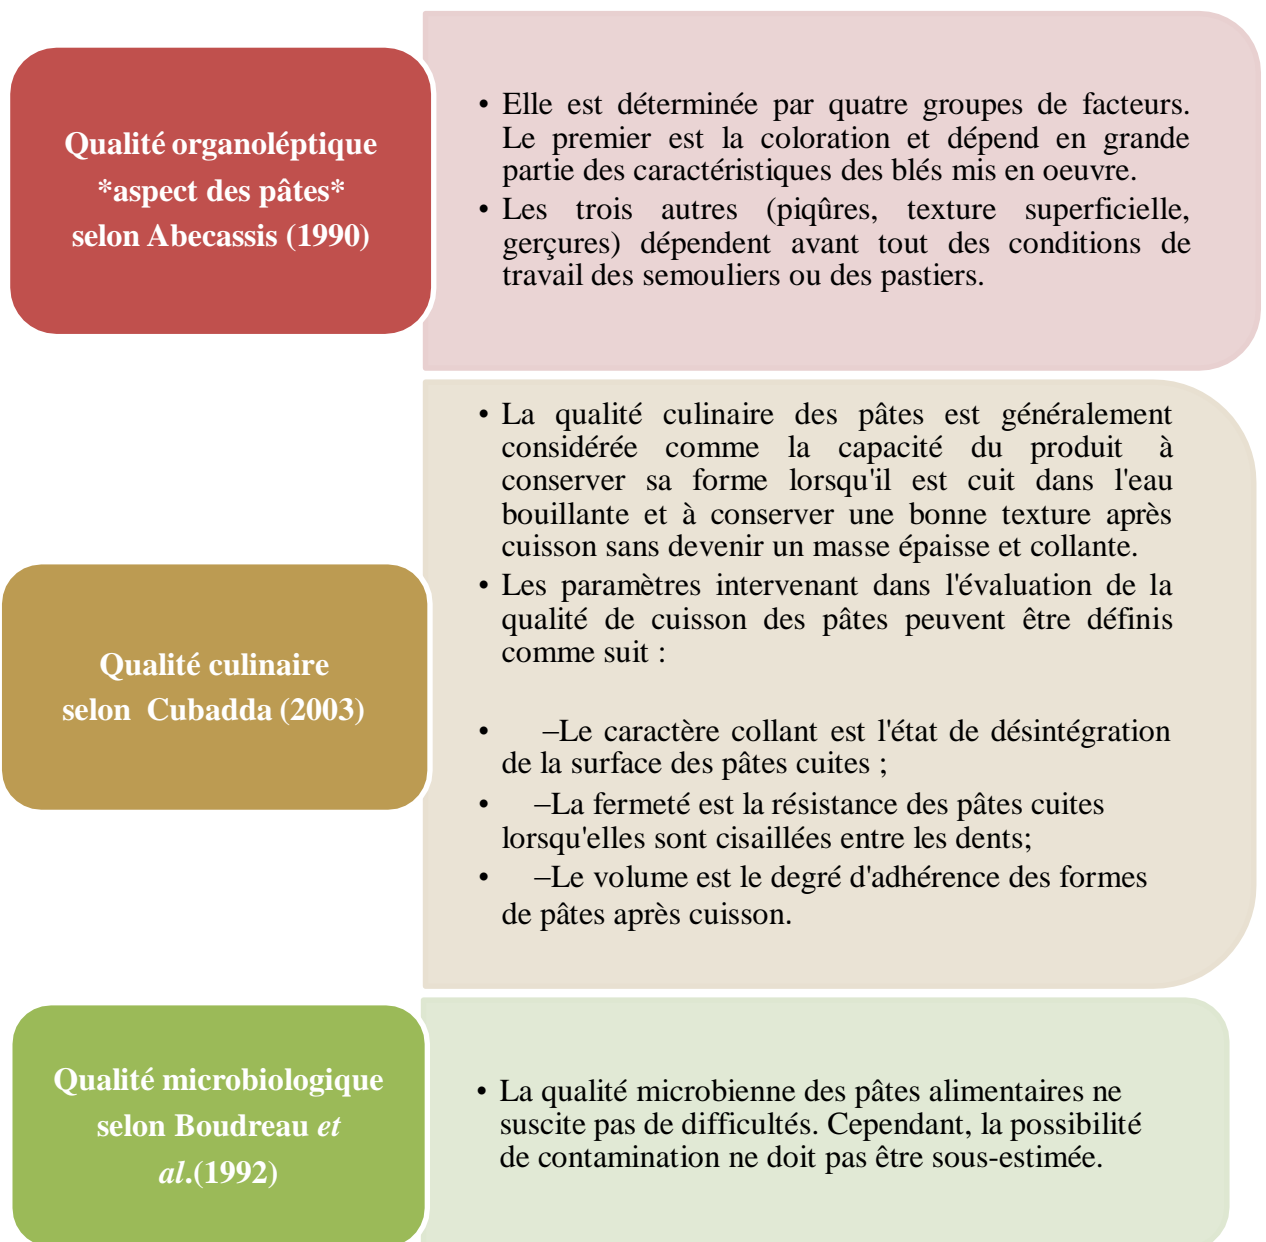 Qualité organoléptique
*aspect des pâtes*
selon Abecassis (1990)
• Elle est déterminée par quatre groupes de facteurs.
Le premier est la coloration et dépend en grande
partie des caractéristiques des blés mis en oeuvre.
• Les trois autres (piqûres, texture superficielle,
gerçures) dépendent avant tout des conditions de
travail des semouliers ou des pastiers.
Qualité culinaire
selon Cubadda (2003)
• La qualité culinaire des pâtes est généralement
considérée comme la capacité du produit à
conserver sa forme lorsqu'il est cuit dans l'eau
bouillante et à conserver une bonne texture après
cuisson sans devenir un masse épaisse et collante.
• Les paramètres intervenant dans l'évaluation de la
qualité de cuisson des pâtes peuvent être définis
comme suit :
• –Le caractère collant est l'état de désintégration
de la surface des pâtes cuites ;
• –La fermeté est la résistance des pâtes cuites
lorsqu'elles sont cisaillées entre les dents;
• –Le volume est le degré d'adhérence des formes
de pâtes après cuisson.
Qualité microbiologique
selon Boudreau et
al.(1992)
• La qualité microbienne des pâtes alimentaires ne
suscite pas de difficultés. Cependant, la possibilité
de contamination ne doit pas être sous-estimée.